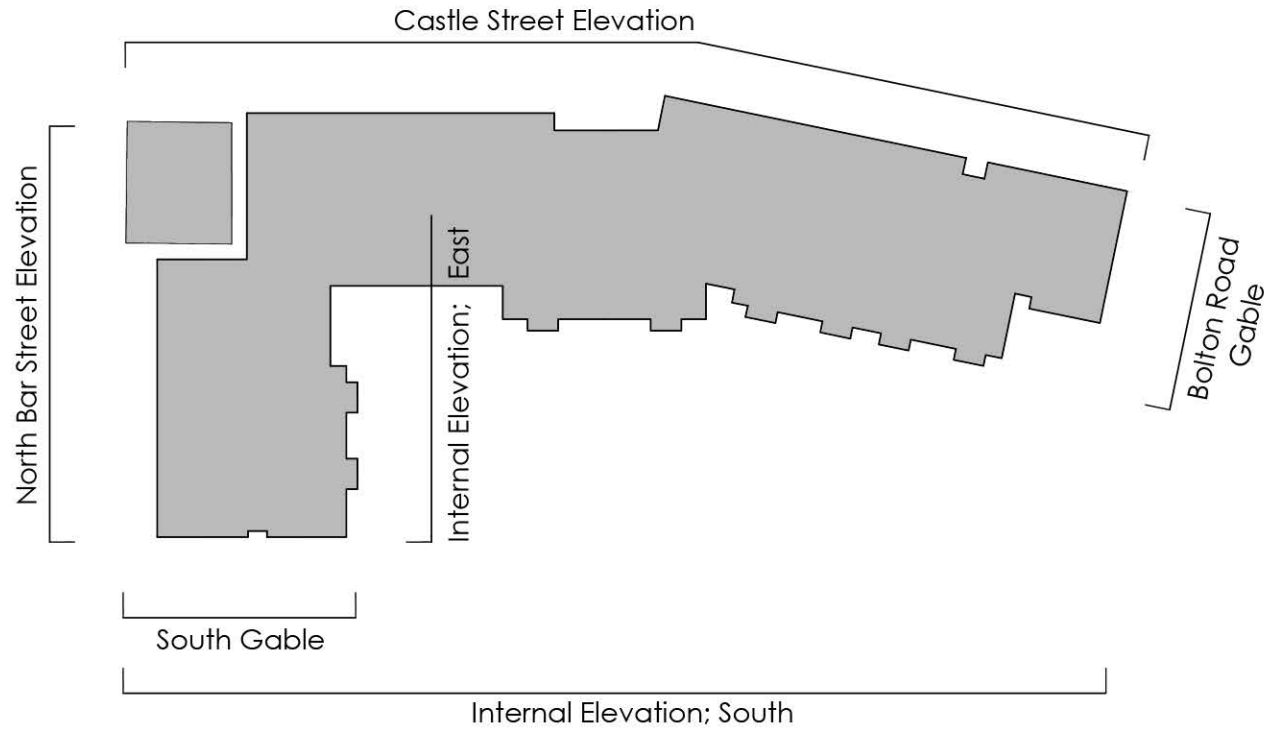 Castle Street Elevation
North Bar Street Elevation
Internal Elevation; East
Bolton Road
Gable
South Gable
Internal Elevation; South